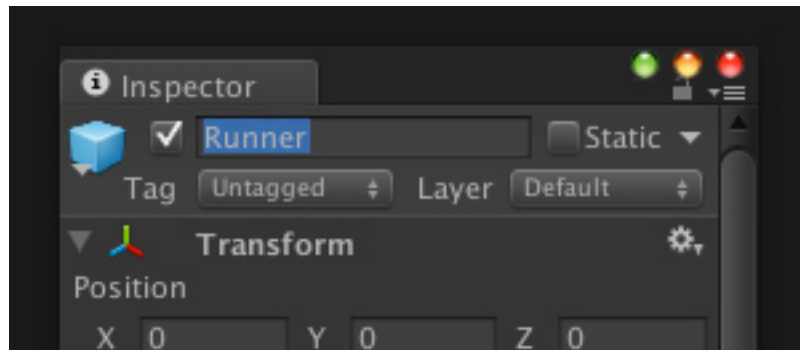 Inspector
Runner Static
Tag Untagged Layer Default
Transform
Position
X 0 Y 0 Z 0